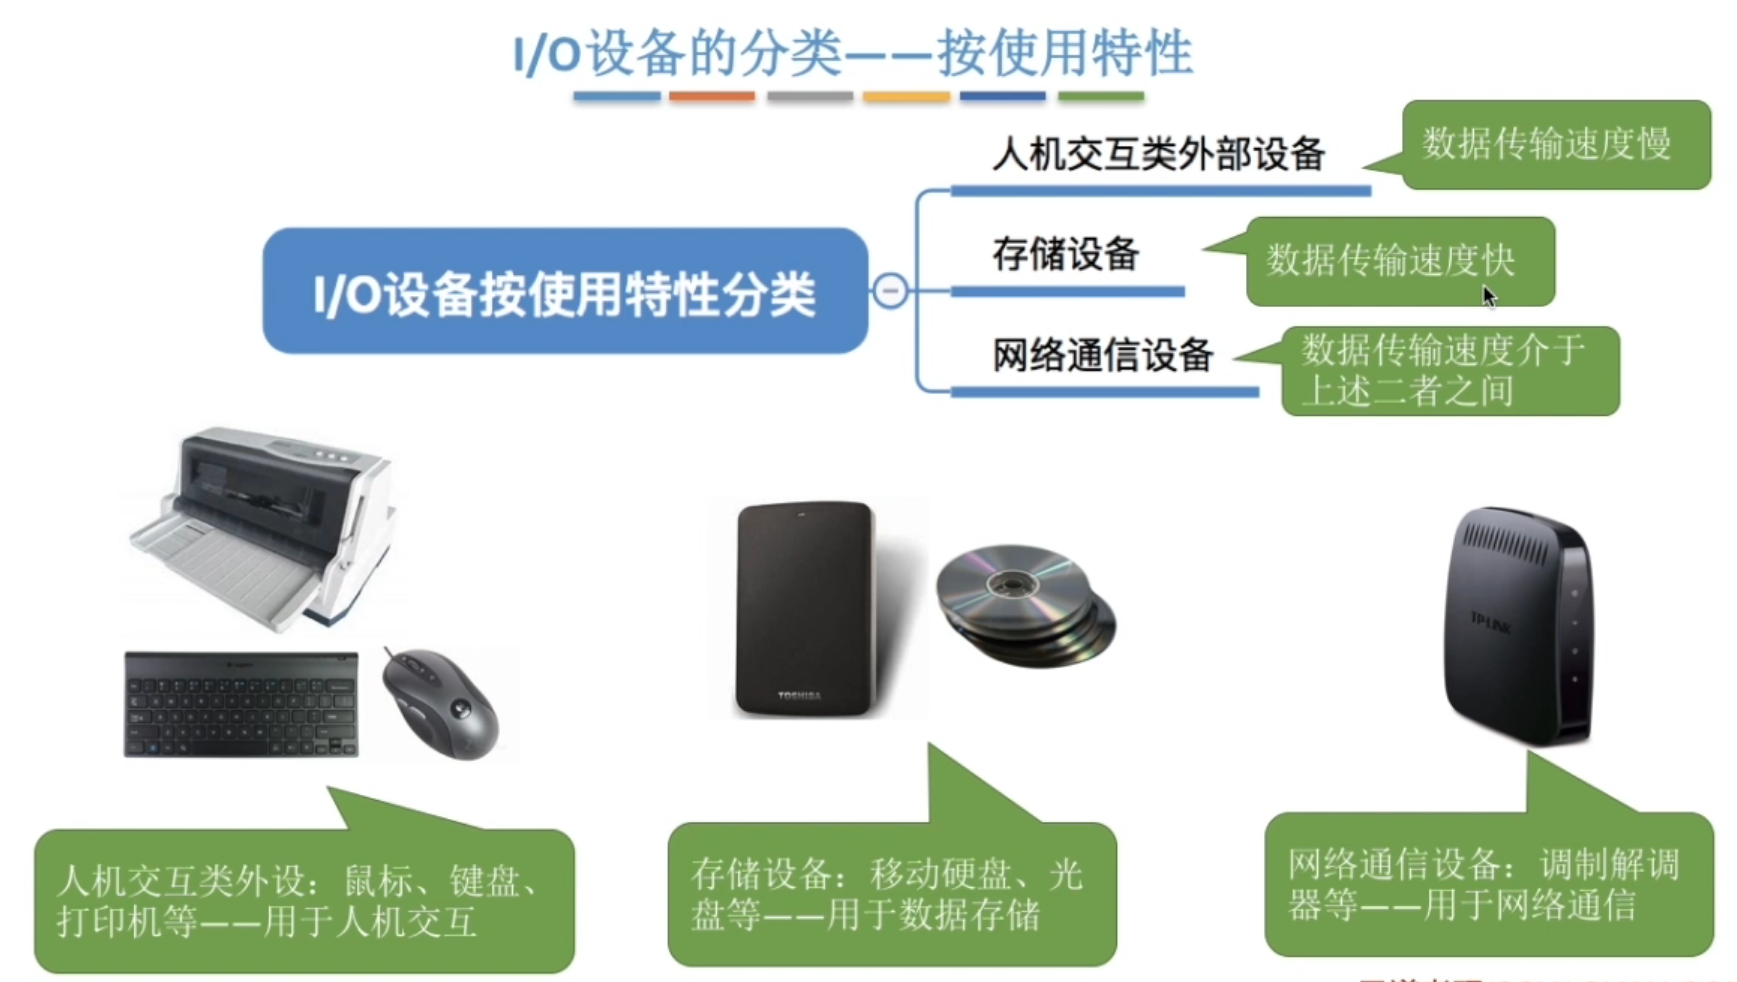 I/O设备的分类——按使用特性
人机交互类外部设备
数据传输速度慢
存储设备
数据传输速度快
I/O设备按使用特性分类
网络通信设备
数据传输速度介于
上述二者之间
TOSHIBA
TP-LINK
人机交互类外设：鼠标、键盘、
打印机等——用于人机交互
存储设备：移动硬盘、光
盘等——用于数据存储
网络通信设备：调制解调
器等——用于网络通信